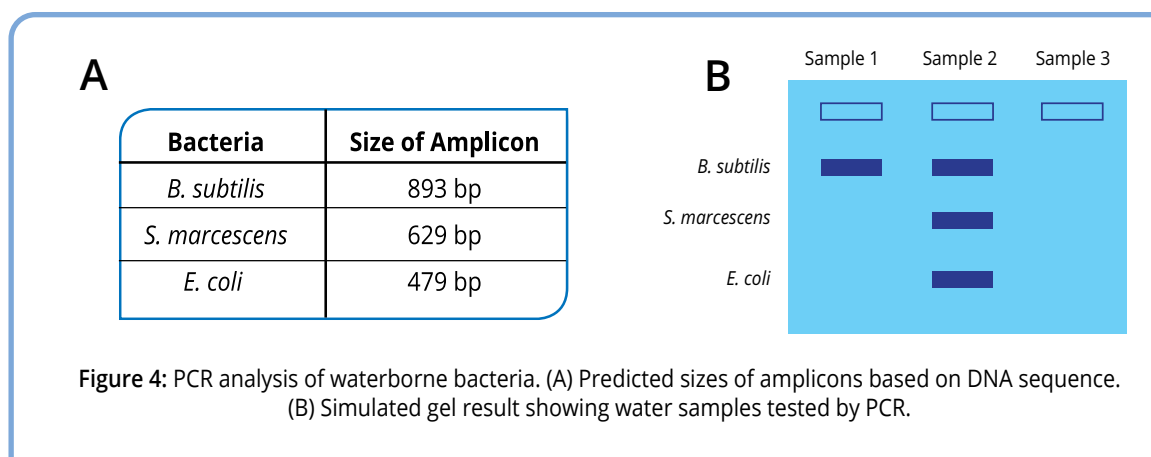 A
Bacteria Size of Amplicon
B. subtilis 893 bp
S. marcescens 629 bp
E. coli 479 bp
B
Sample 1 Sample 2 Sample 3
B. subtilis
S. marcescens
E. coli
Figure 4: PCR analysis of waterborne bacteria. (A) Predicted sizes of amplicons based on DNA sequence.
(B) Simulated gel result showing water samples tested by PCR.